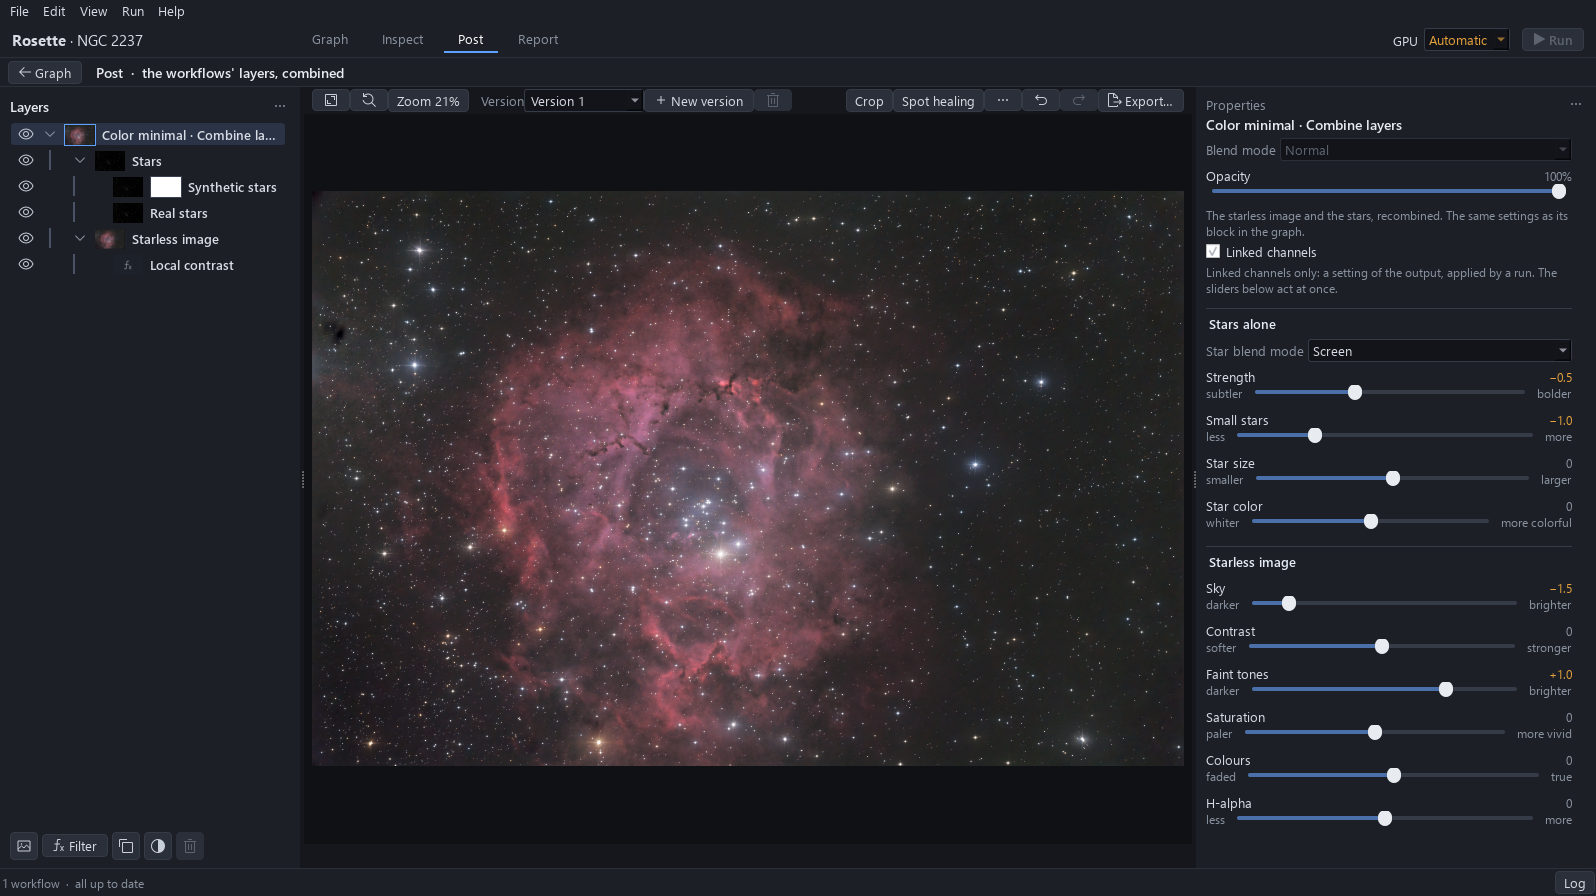 File Edit View Run Help
Rosette · NGC 2237
Graph Inspect Post Report
GPU Automatic Run
Graph Post · the workflows' layers, combined
Layers ...
Color minimal · Combine la...
Stars
Synthetic stars
Real stars
Starless image
fx Local contrast
fx Filter
Zoom 21% Version Version 1 + New version
Crop Spot healing ... Export...
Properties ...
Color minimal · Combine layers
Blend mode Normal
Opacity 100%
The starless image and the stars, recombined. The same settings as its
block in the graph.
Linked channels
Linked channels only: a setting of the output, applied by a run. The
sliders below act at once.
Stars alone
Star blend mode Screen
Strength −0.5
subtler bolder
Small stars −1.0
less more
Star size 0
smaller larger
Star color 0
whiter more colorful
Starless image
Sky −1.5
darker brighter
Contrast 0
softer stronger
Faint tones +1.0
darker brighter
Saturation 0
paler more vivid
Colours 0
faded true
H-alpha 0
less more
1 workflow · all up to date
Log